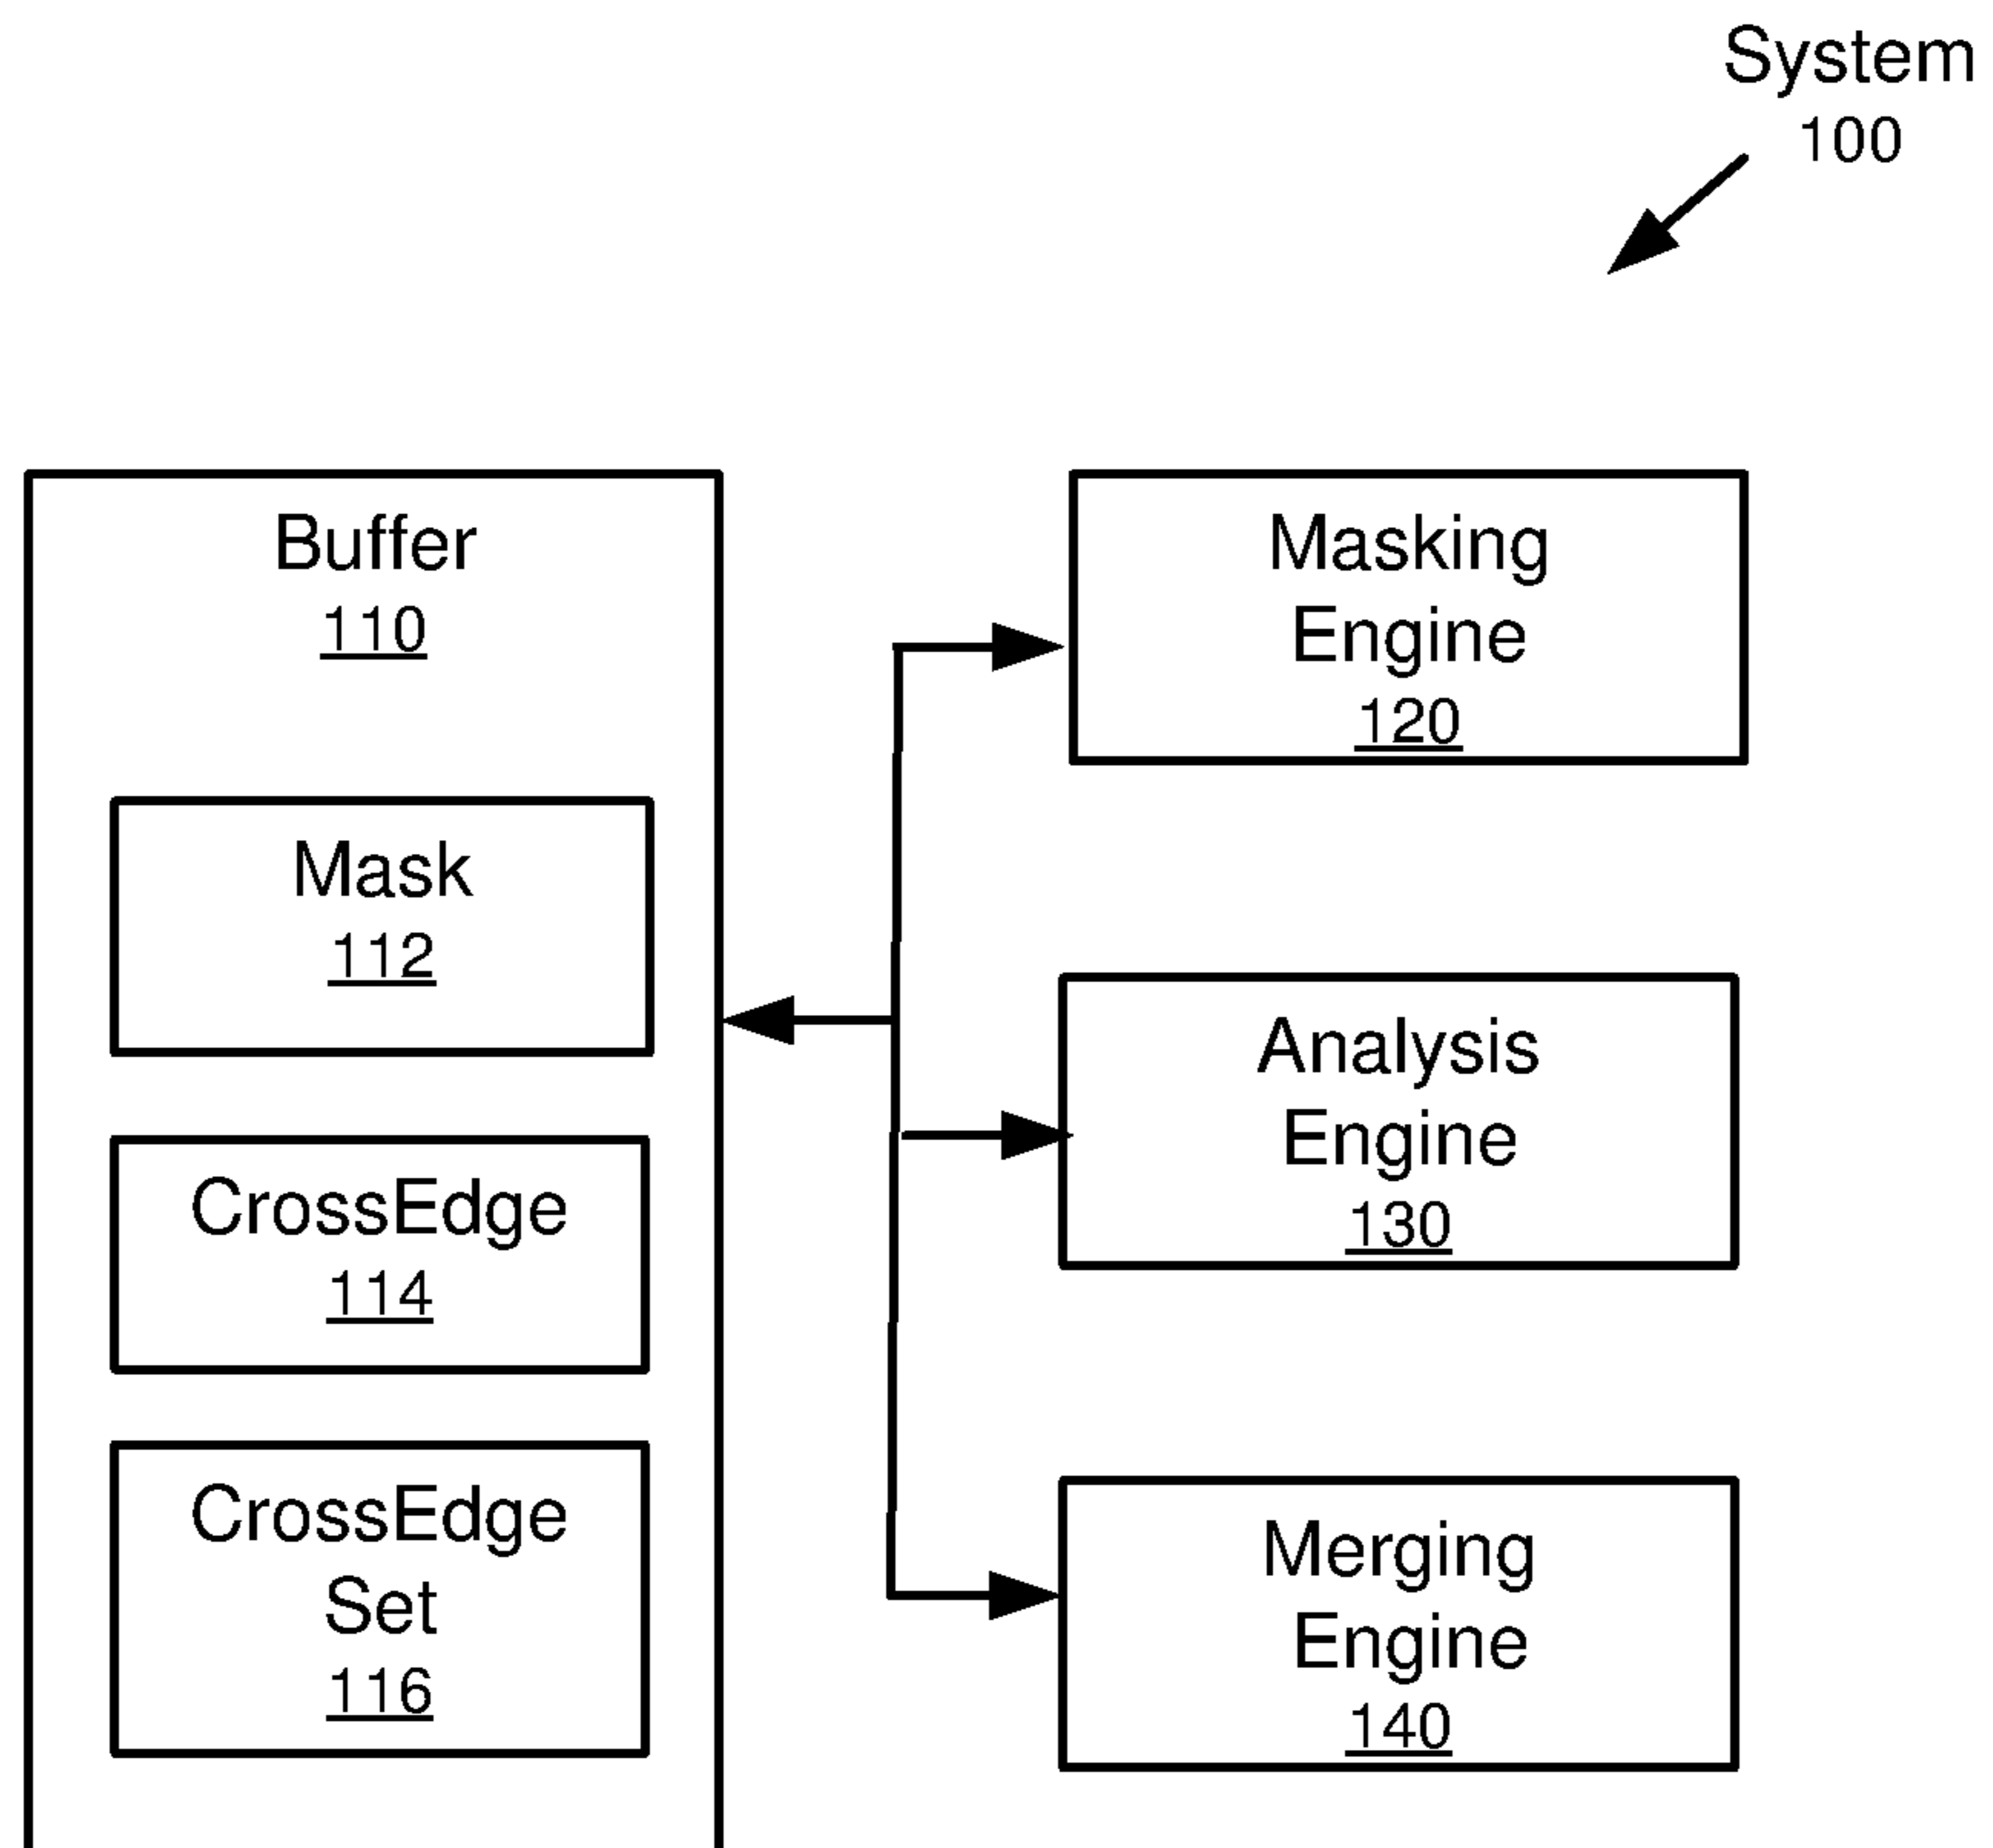 System
100
Buffer
110
Mask
112
CrossEdge
114
CrossEdge
Set
116
Masking
Engine
120
Analysis
Engine
130
Merging
Engine
140